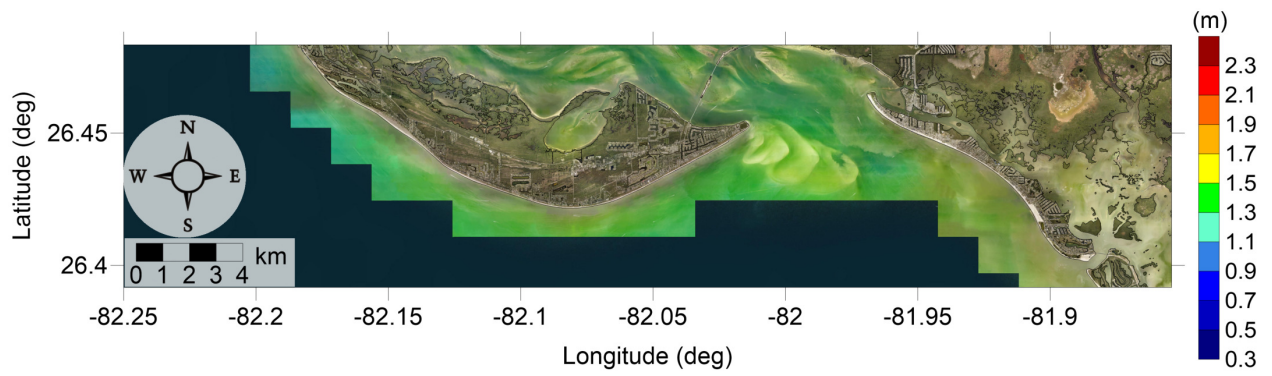 (m)
2.3
2.1
1.9
1.7
1.5
1.3
1.1
0.9
0.7
0.5
0.3
Latitude (deg)
26.45
26.4
N
W E
S
km
0 1 2 3 4
-82.25 -82.2 -82.15 -82.1 -82.05 -82 -81.95 -81.9
Longitude (deg)